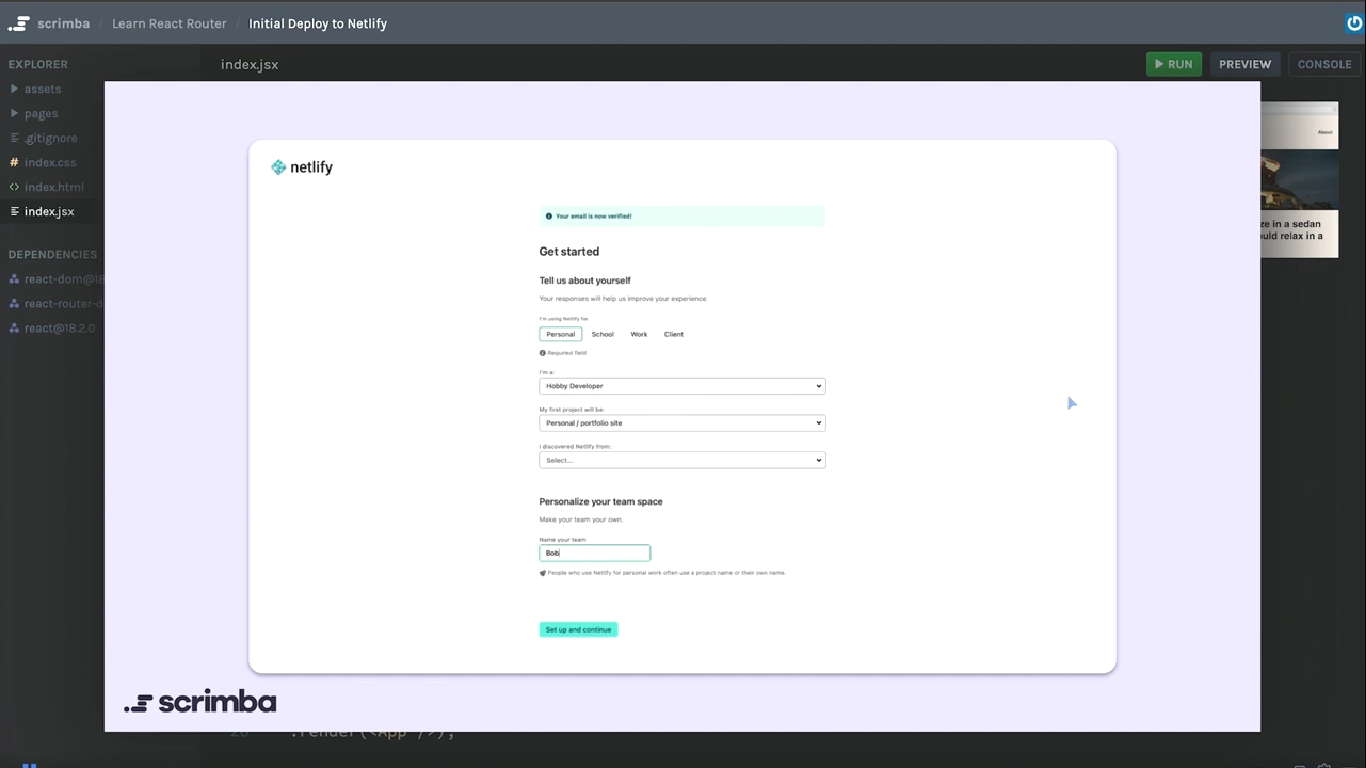 scrimba / Learn React Router / Initial Deploy to Netlify
EXPLORER
index.jsx
RUN
PREVIEW
CONSOLE
assets
pages
.gitignore
index.css
index.html
index.jsx
DEPENDENCIES
react-dom@18
react-router-d
react@18.2.0
About
ze in a sedan
uld relax in a
netlify
Your email is now verified!
Get started
Tell us about yourself
Your responses will help us improve your experience.
I'm using Netlify for
Personal School Work Client
Required field
I'm a:
Hobby Developer
My first project will be:
Personal / portfolio site
I discovered Netlify from:
Select...
Personalize your team space
Make your team your own.
Name your team:
Bob
People who use Netlify for personal work often use a project name or their own name.
Set up and continue
scrimba
.render(<App />);